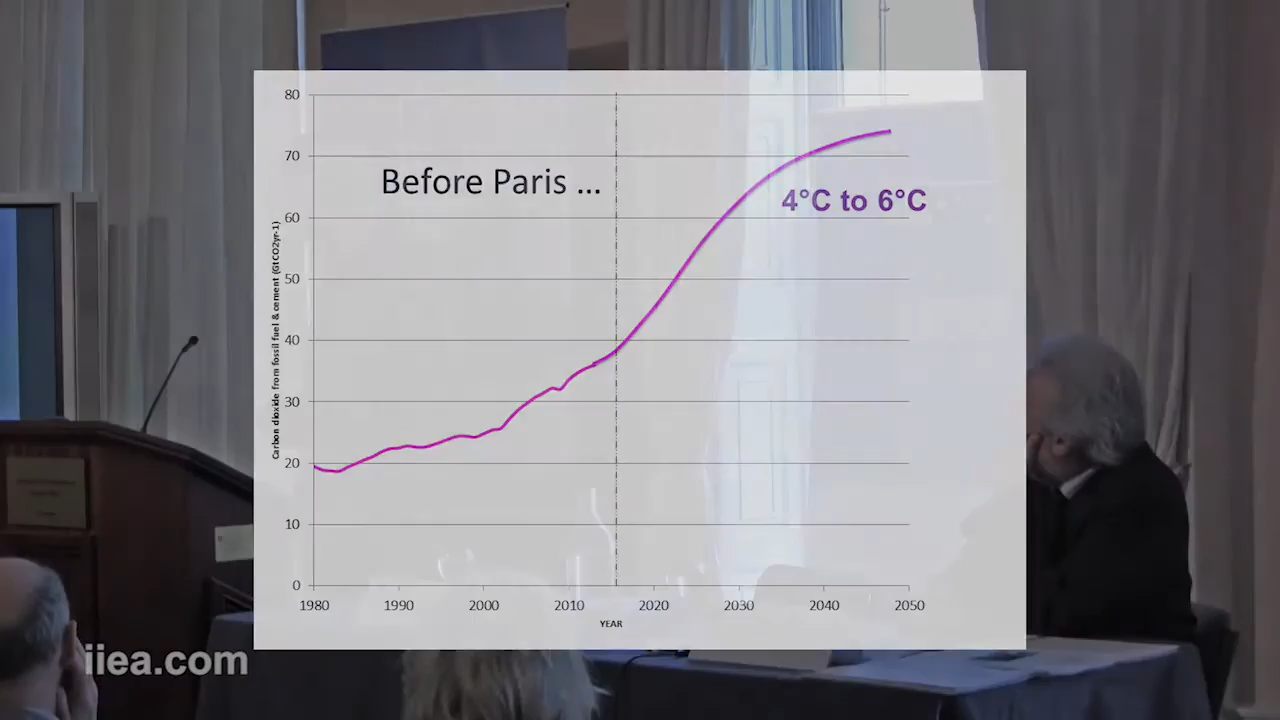 80
70
60
50
40
30
20
10
0
Carbon dioxide from fossil fuel & cement (GtCO2yr-1)
Before Paris ...
4°C to 6°C
1980 1990 2000 2010 2020 2030 2040 2050
YEAR
iiea.com